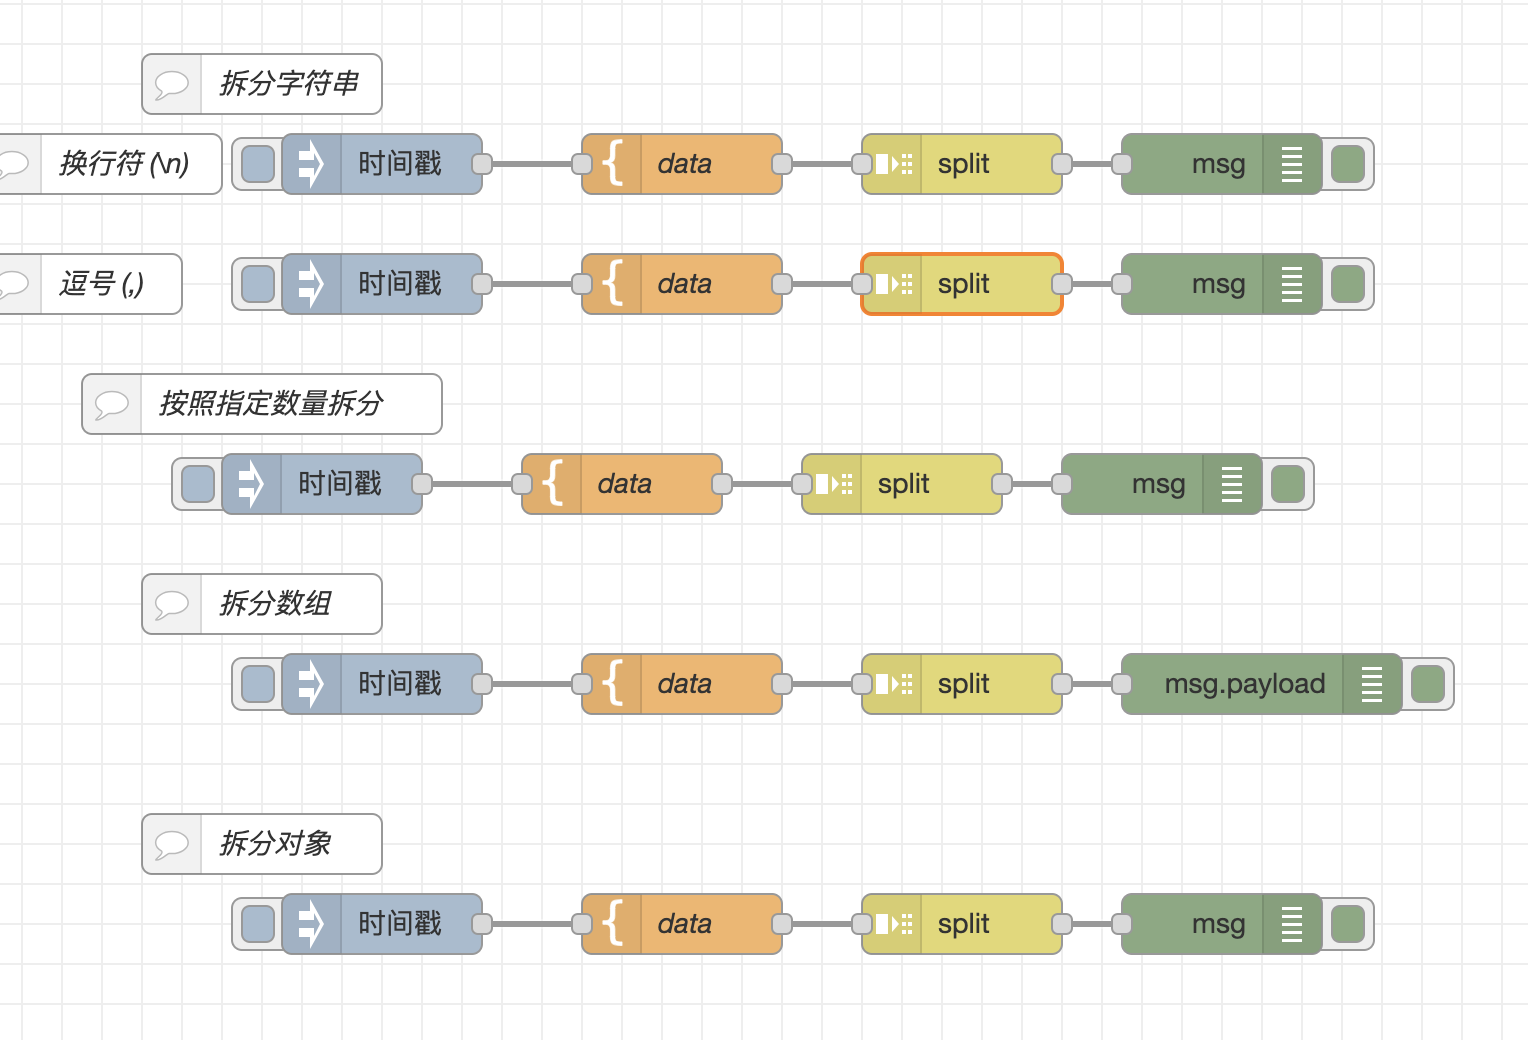 拆分字符串
换行符 (\n) 时间戳 data split msg
逗号 (,) 时间戳 data split msg
按照指定数量拆分
时间戳 data split msg
拆分数组
时间戳 data split msg.payload
拆分对象
时间戳 data split msg